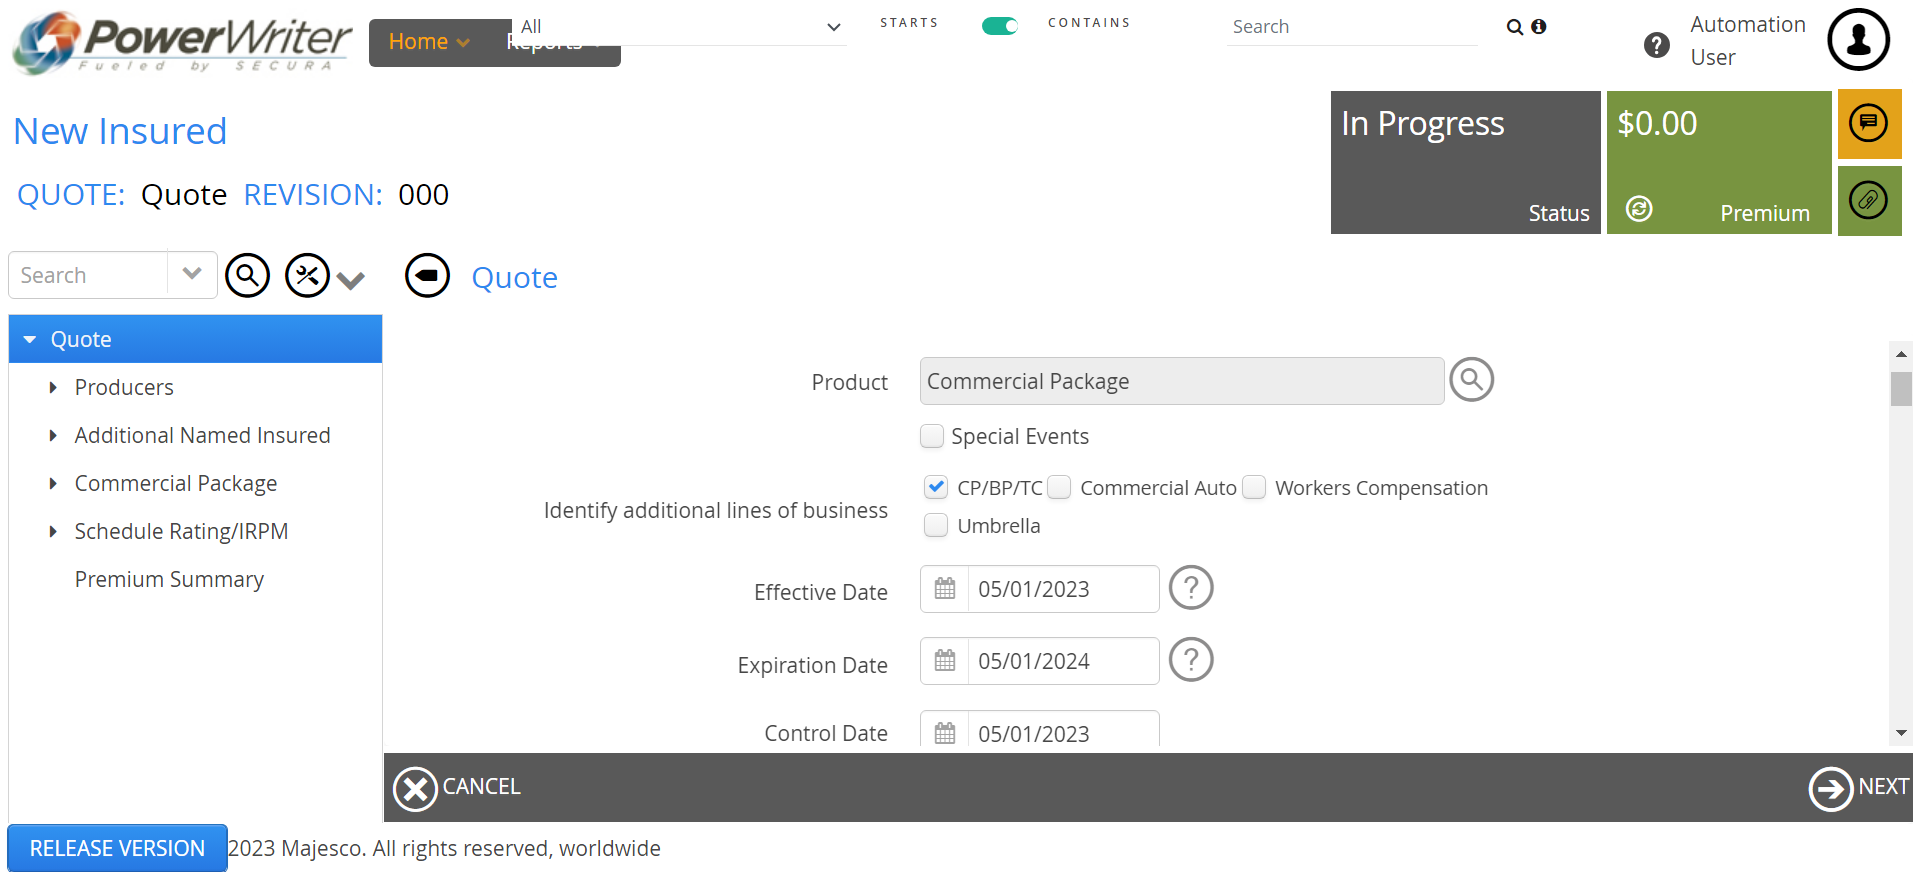 PowerWriter
Fueled by SECURA
Home
Reports
All
STARTS
CONTAINS
Search
Automation
User
New Insured
QUOTE: Quote REVISION: 000
In Progress
Status
$0.00
Premium
Search
Quote
Quote
Producers
Additional Named Insured
Commercial Package
Schedule Rating/IRPM
Premium Summary
Product
Commercial Package
Special Events
Identify additional lines of business
CP/BP/TC Commercial Auto Workers Compensation
Umbrella
Effective Date
05/01/2023
Expiration Date
05/01/2024
Control Date
05/01/2023
CANCEL
NEXT
RELEASE VERSION
2023 Majesco. All rights reserved, worldwide